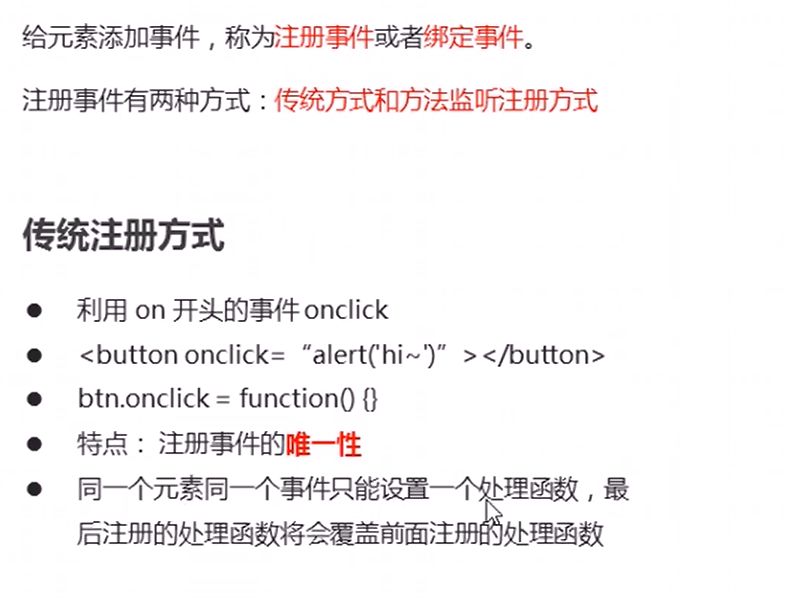 给元素添加事件，称为注册事件或者绑定事件。
注册事件有两种方式：传统方式和方法监听注册方式
传统注册方式
● 利用 on 开头的事件 onclick
● <button onclick= “alert('hi~')” ></button>
● btn.onclick = function() {}
● 特点： 注册事件的唯一性
● 同一个元素同一个事件只能设置一个处理函数，最
后注册的处理函数将会覆盖前面注册的处理函数